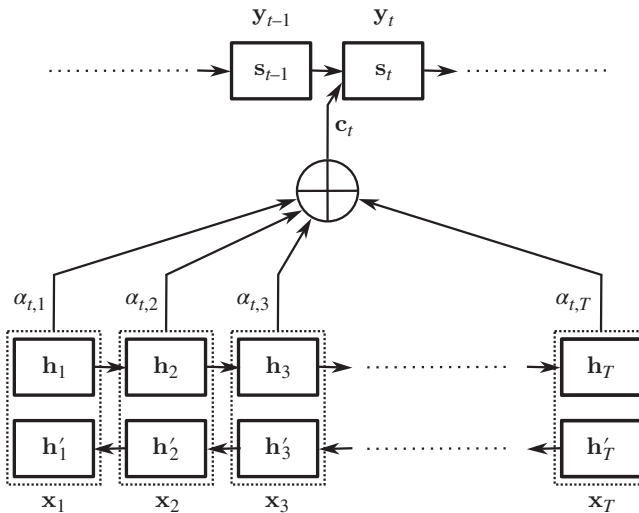 y_{t–1} y_t
s_{t–1} s_t
c_t
α_{t,1} α_{t,2} α_{t,3} α_{t,T}
h_1 h_2 h_3 h_T
h′_1 h′_2 h′_3 h′_T
x_1 x_2 x_3 x_T